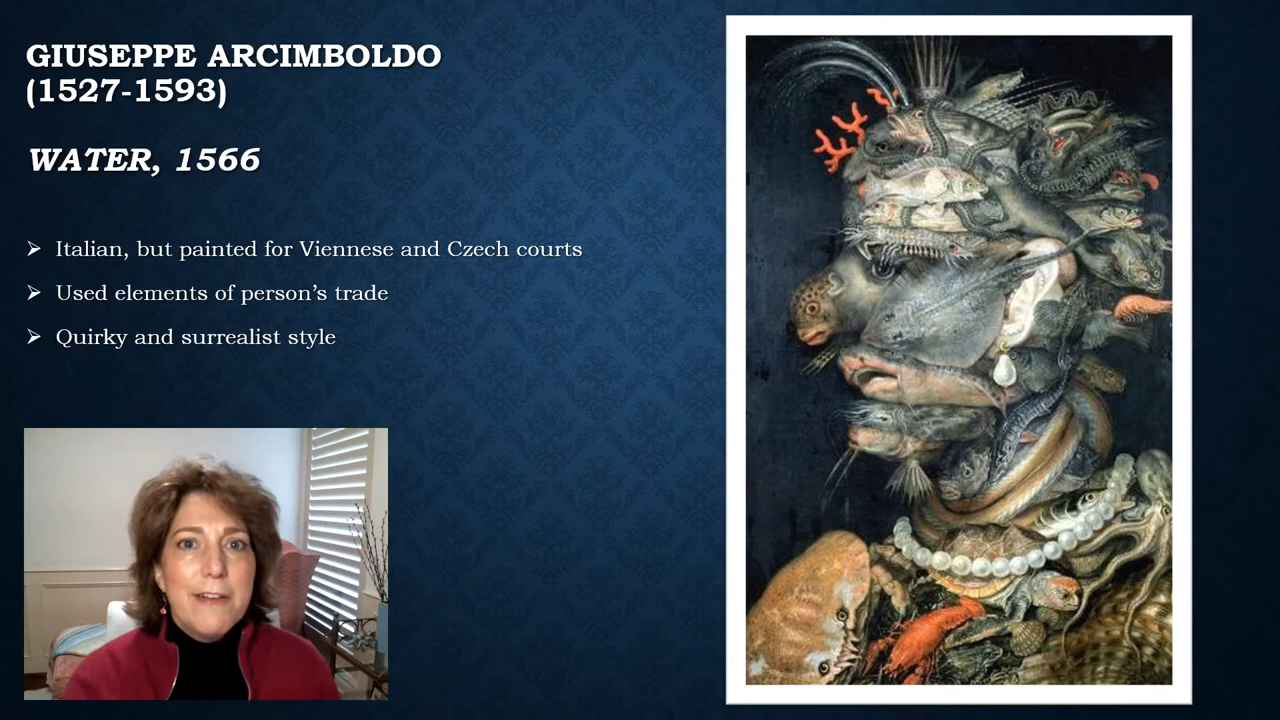 GIUSEPPE ARCIMBOLDO
(1527-1593)
WATER, 1566
Italian, but painted for Viennese and Czech courts
Used elements of person's trade
Quirky and surrealist style